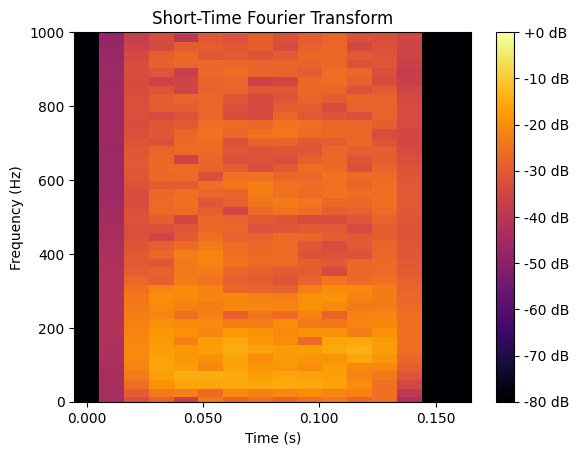 Short-Time Fourier Transform
1000
800
600
400
200
0
Frequency (Hz)
0.000
0.050
0.100
0.150
Time (s)
+0 dB
-10 dB
-20 dB
-30 dB
-40 dB
-50 dB
-60 dB
-70 dB
-80 dB